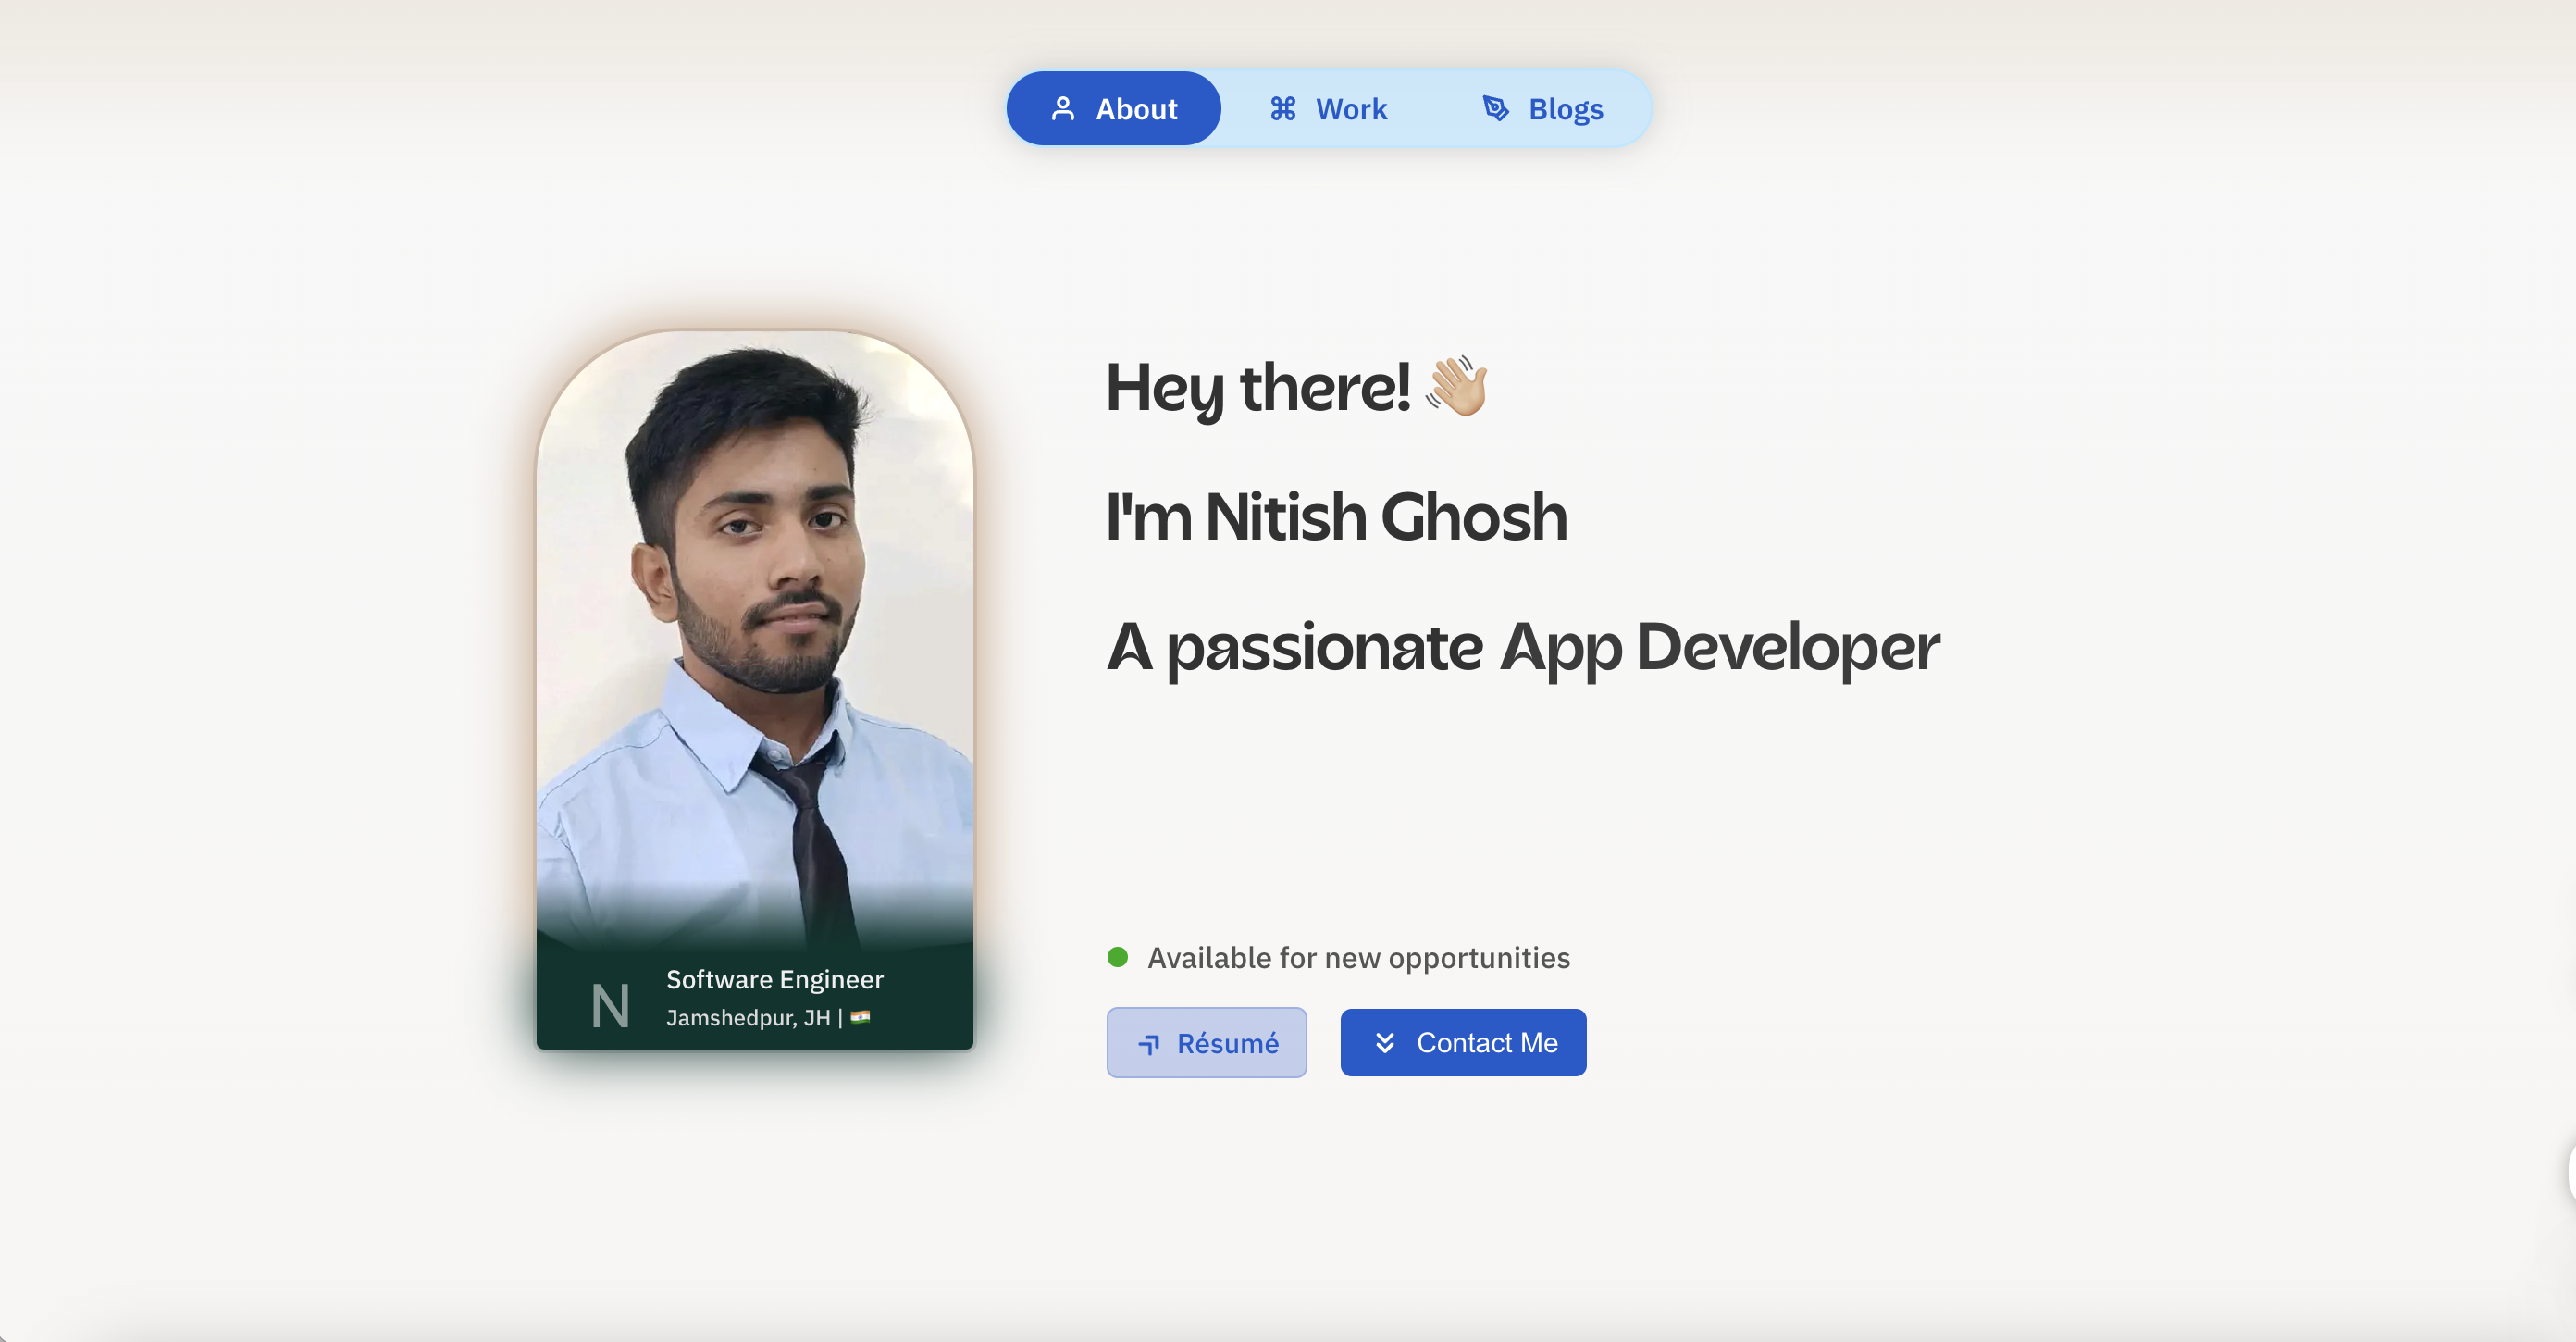 About
Work
Blogs
Hey there! 👋🏼
I'm Nitish Ghosh
A passionate App Developer
N
Software Engineer
Jamshedpur, JH | 🇮🇳
Available for new opportunities
Résumé
Contact Me